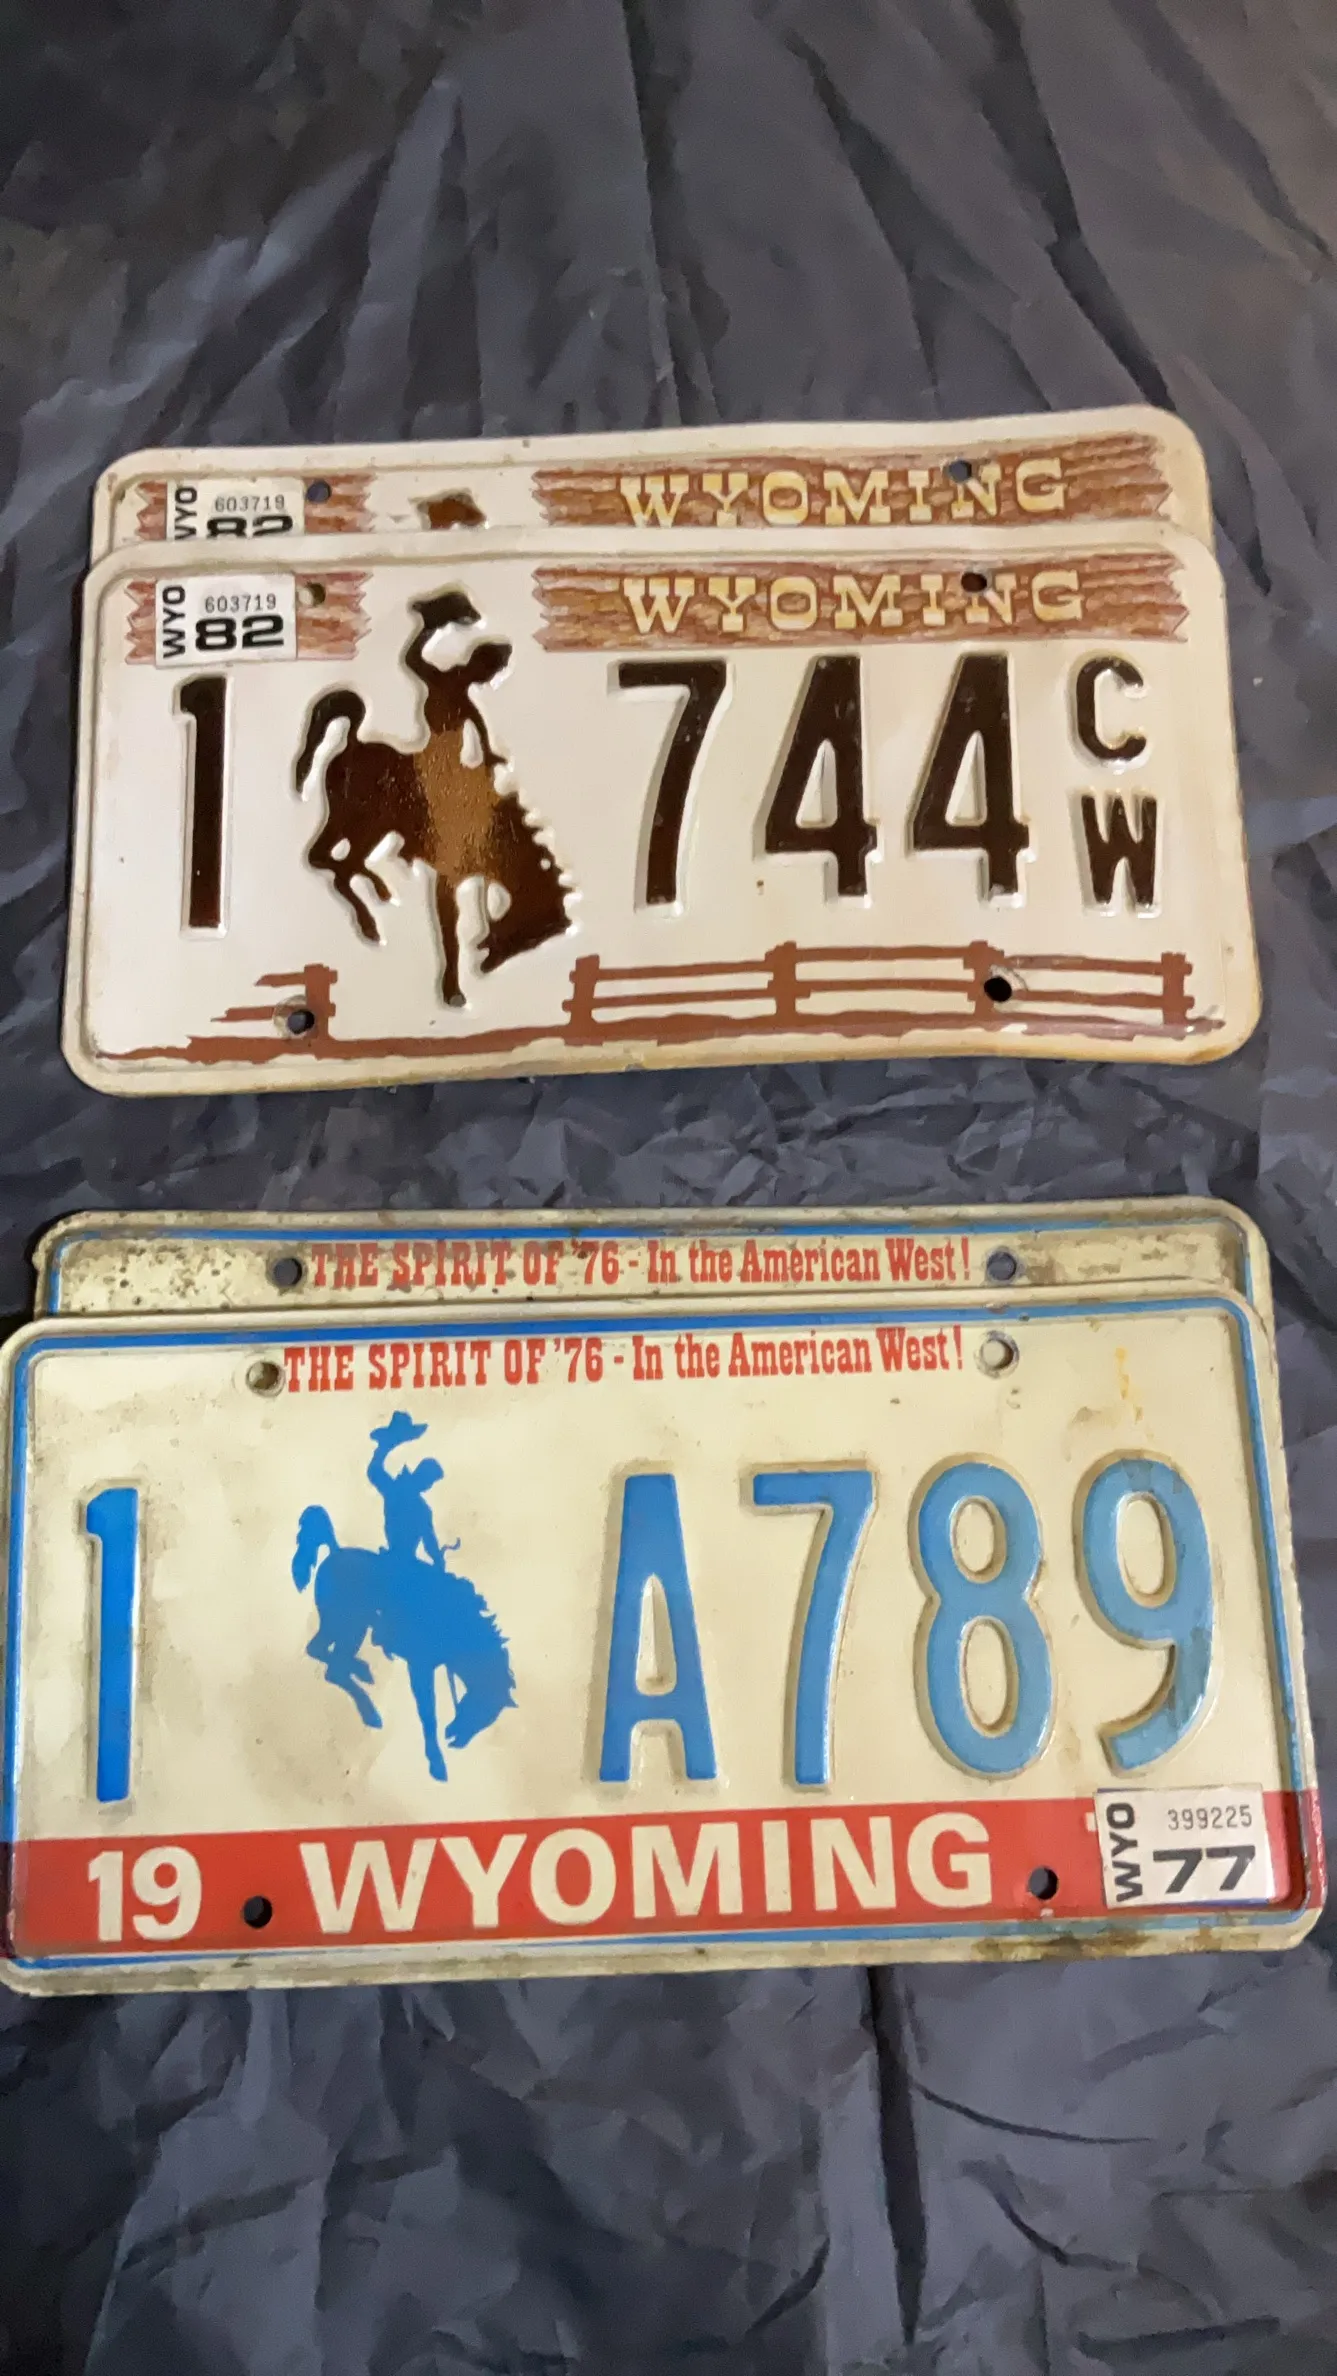 WYO 603719 82 WYOMING
WYO 603719 82 WYOMING
1 744 CW
THE SPIRIT OF '76 - In the American West!
THE SPIRIT OF '76 - In the American West!
1 A789
19 WYOMING WYO 399225 77